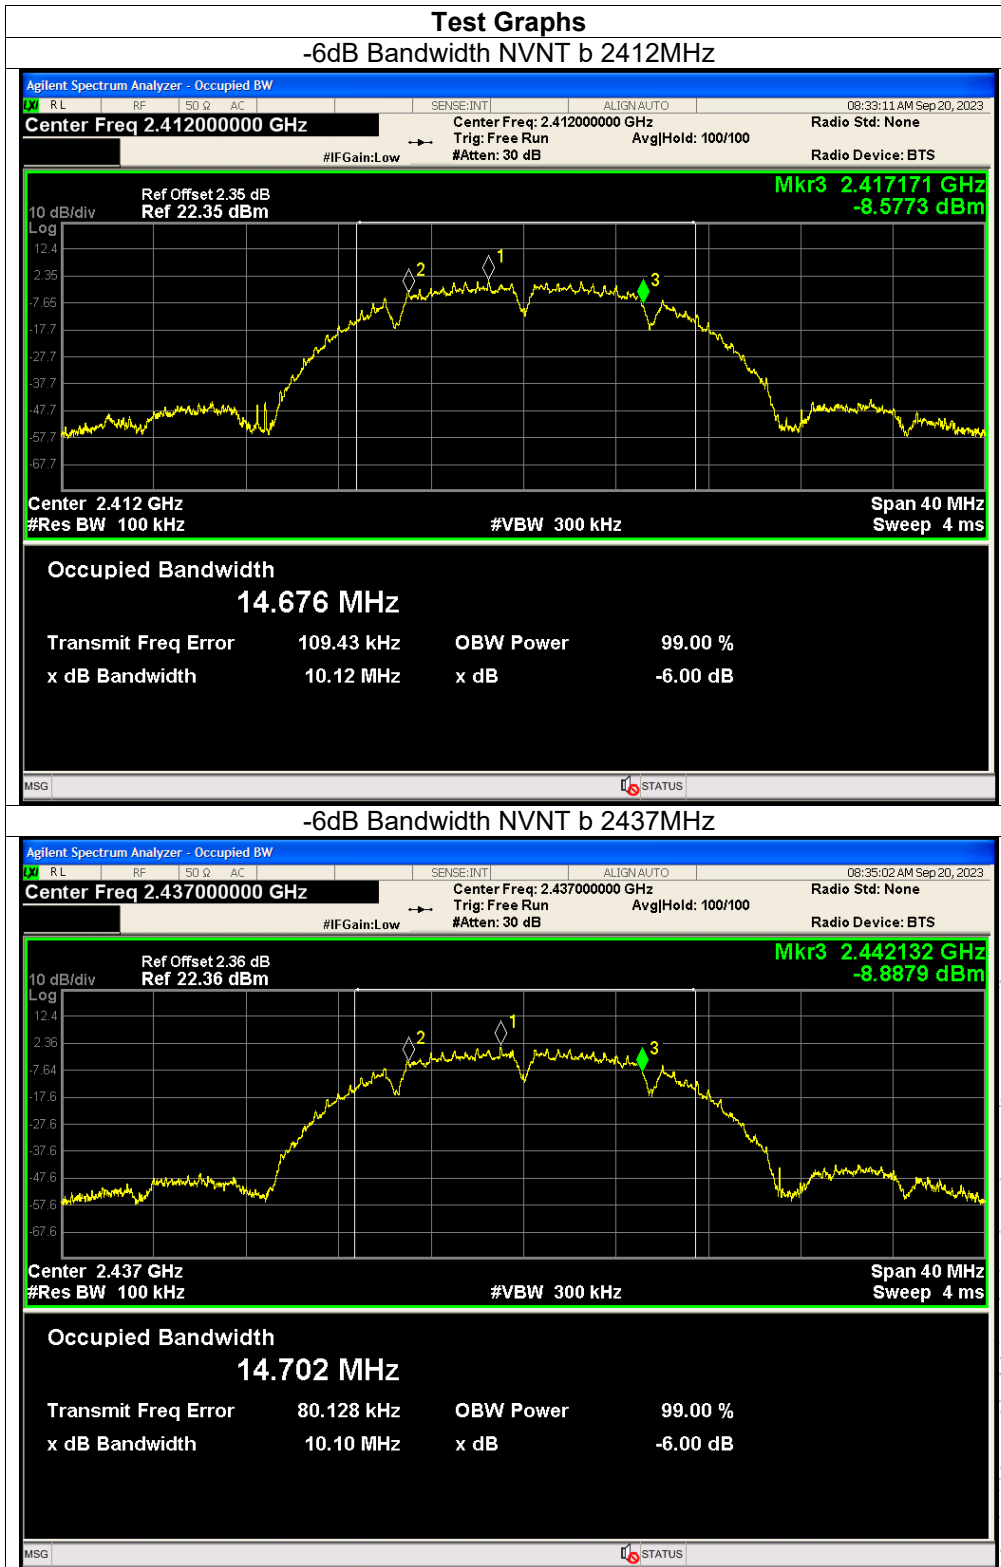 Test Graphs
-6dB Bandwidth NVNT b 2412MHz
Agilent Spectrum Analyzer - Occupied BW
LXI RL RF 50 Ω AC SENSE:INT ALIGN AUTO 08:33:11 AM Sep 20, 2023
Center Freq 2.412000000 GHz Center Freq: 2.412000000 GHz Radio Std: None
Trig: Free Run Avg|Hold: 100/100
#IFGain:Low #Atten: 30 dB Radio Device: BTS
Mkr3 2.417171 GHz
Ref Offset 2.35 dB
10 dB/div Ref 22.35 dBm -8.5773 dBm
Log
12.4
2.35
-7.65
-17.7
-27.7
-37.7
-47.7
-57.7
-67.7
2 1 3
Center 2.412 GHz Span 40 MHz
#Res BW 100 kHz #VBW 300 kHz Sweep 4 ms
Occupied Bandwidth
14.676 MHz
Transmit Freq Error 109.43 kHz OBW Power 99.00 %
x dB Bandwidth 10.12 MHz x dB -6.00 dB
MSG STATUS
-6dB Bandwidth NVNT b 2437MHz
Agilent Spectrum Analyzer - Occupied BW
LXI RL RF 50 Ω AC SENSE:INT ALIGN AUTO 08:35:02 AM Sep 20, 2023
Center Freq 2.437000000 GHz Center Freq: 2.437000000 GHz Radio Std: None
Trig: Free Run Avg|Hold: 100/100
#IFGain:Low #Atten: 30 dB Radio Device: BTS
Mkr3 2.442132 GHz
Ref Offset 2.36 dB
10 dB/div Ref 22.36 dBm -8.8879 dBm
Log
12.4
2.36
-7.64
-17.6
-27.6
-37.6
-47.6
-57.6
-67.6
2 1 3
Center 2.437 GHz Span 40 MHz
#Res BW 100 kHz #VBW 300 kHz Sweep 4 ms
Occupied Bandwidth
14.702 MHz
Transmit Freq Error 80.128 kHz OBW Power 99.00 %
x dB Bandwidth 10.10 MHz x dB -6.00 dB
MSG STATUS